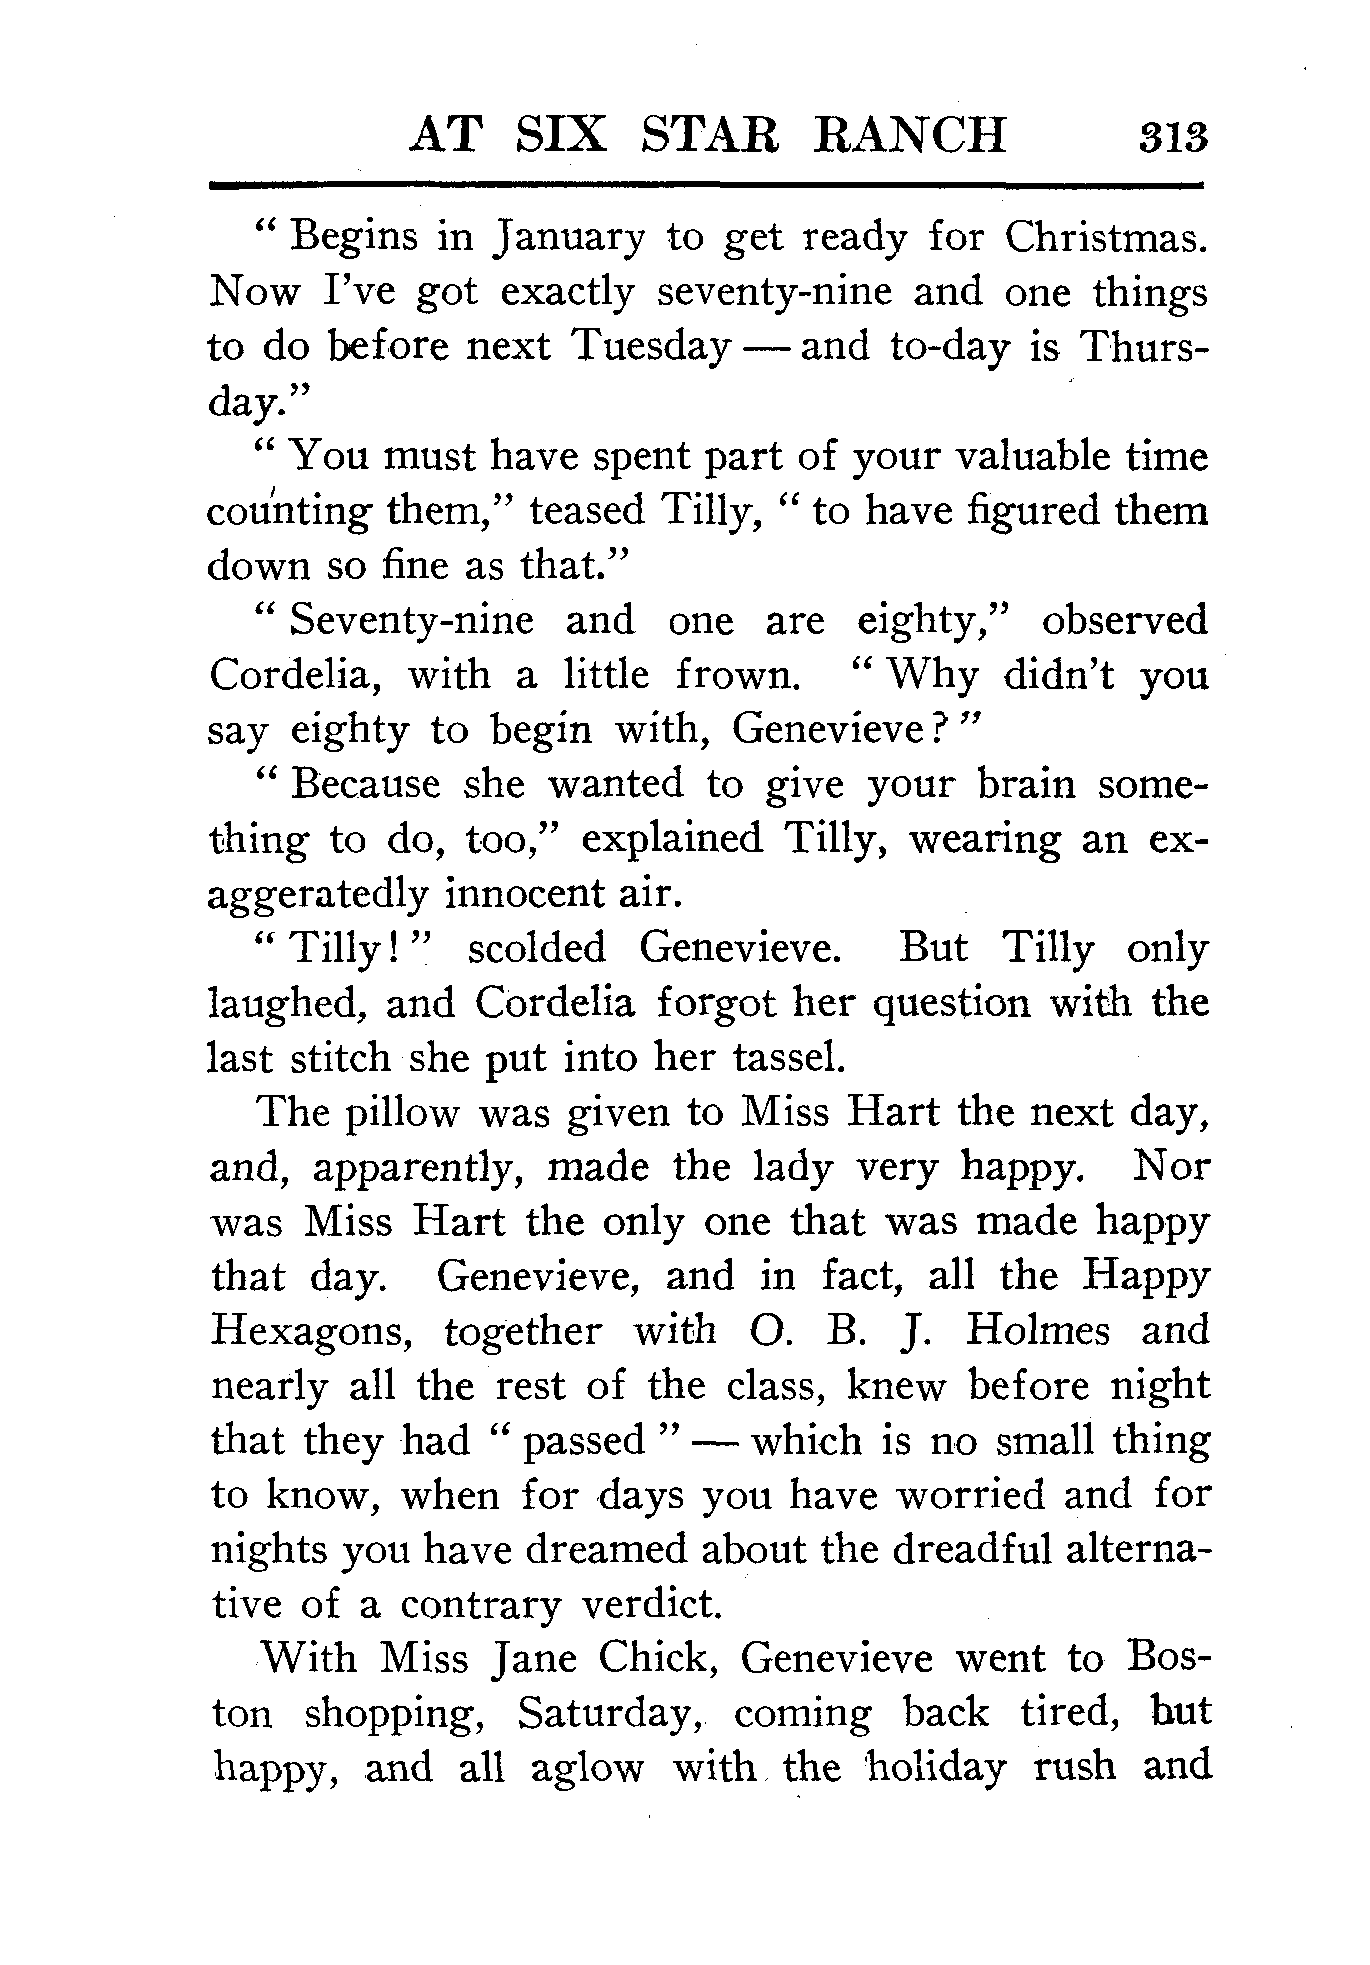 AT SIX STAR RANCH 313
“ Begins in January to get ready for Christmas.
Now I’ve got exactly seventy-nine and one things
to do before next Tuesday — and to-day is Thurs-
day.”
“ You must have spent part of your valuable time
counting them,” teased Tilly, “ to have figured them
down so fine as that.”
“ Seventy-nine and one are eighty,” observed
Cordelia, with a little frown. “ Why didn’t you
say eighty to begin with, Genevieve? ”
“ Because she wanted to give your brain some-
thing to do, too,” explained Tilly, wearing an ex-
aggeratedly innocent air.
“ Tilly! ” scolded Genevieve. But Tilly only
laughed, and Cordelia forgot her question with the
last stitch she put into her tassel.
The pillow was given to Miss Hart the next day,
and, apparently, made the lady very happy. Nor
was Miss Hart the only one that was made happy
that day. Genevieve, and in fact, all the Happy
Hexagons, together with O. B. J. Holmes and
nearly all the rest of the class, knew before night
that they had “ passed ” — which is no small thing
to know, when for days you have worried and for
nights you have dreamed about the dreadful alterna-
tive of a contrary verdict.
With Miss Jane Chick, Genevieve went to Bos-
ton shopping, Saturday, coming back tired, but
happy, and all aglow with the holiday rush and